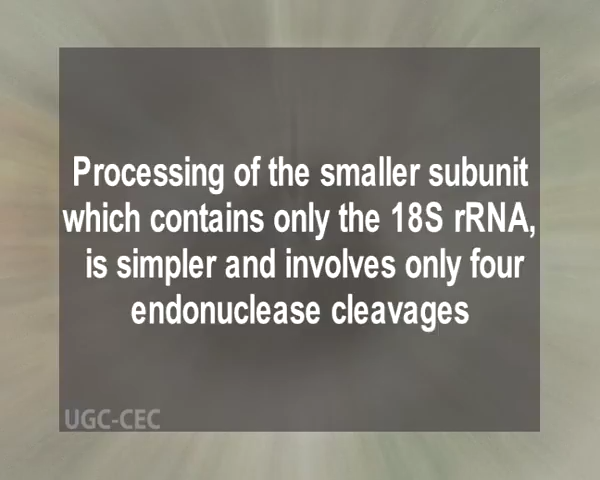 Processing of the smaller subunit
which contains only the 18S rRNA,
is simpler and involves only four
endonuclease cleavages
UGC-CEC